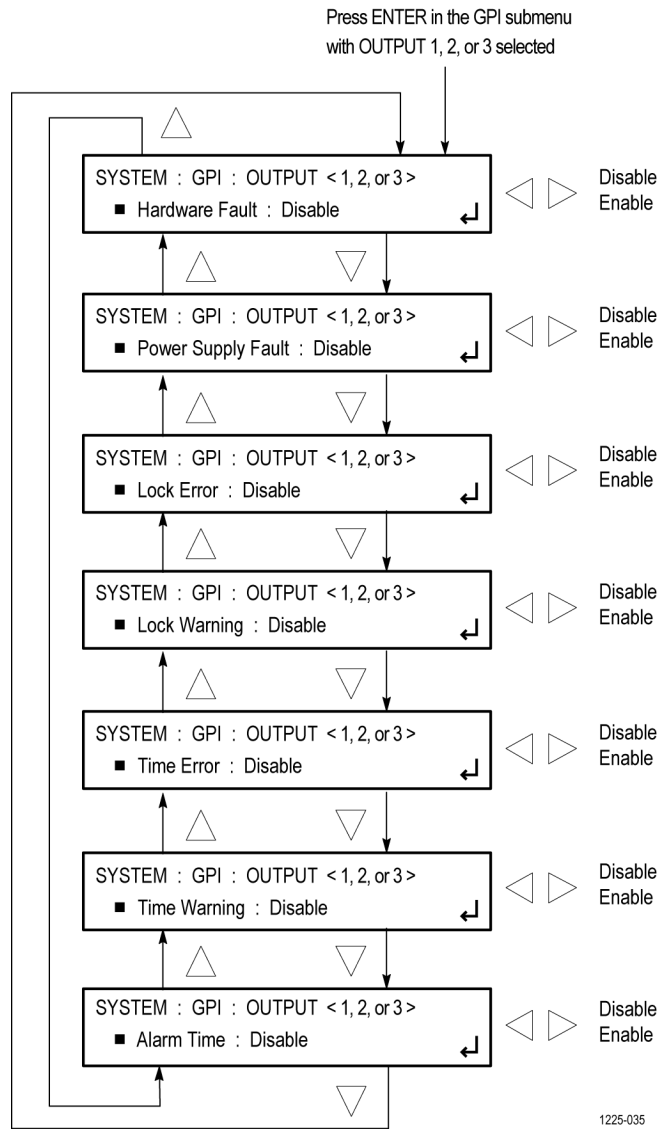 Press ENTER in the GPI submenu
with OUTPUT 1, 2, or 3 selected
SYSTEM : GPI : OUTPUT < 1, 2, or 3 >
■ Hardware Fault : Disable
Disable
Enable
SYSTEM : GPI : OUTPUT < 1, 2, or 3 >
■ Power Supply Fault : Disable
Disable
Enable
SYSTEM : GPI : OUTPUT < 1, 2, or 3 >
■ Lock Error : Disable
Disable
Enable
SYSTEM : GPI : OUTPUT < 1, 2, or 3 >
■ Lock Warning : Disable
Disable
Enable
SYSTEM : GPI : OUTPUT < 1, 2, or 3 >
■ Time Error : Disable
Disable
Enable
SYSTEM : GPI : OUTPUT < 1, 2, or 3 >
■ Time Warning : Disable
Disable
Enable
SYSTEM : GPI : OUTPUT < 1, 2, or 3 >
■ Alarm Time : Disable
Disable
Enable
1225-035